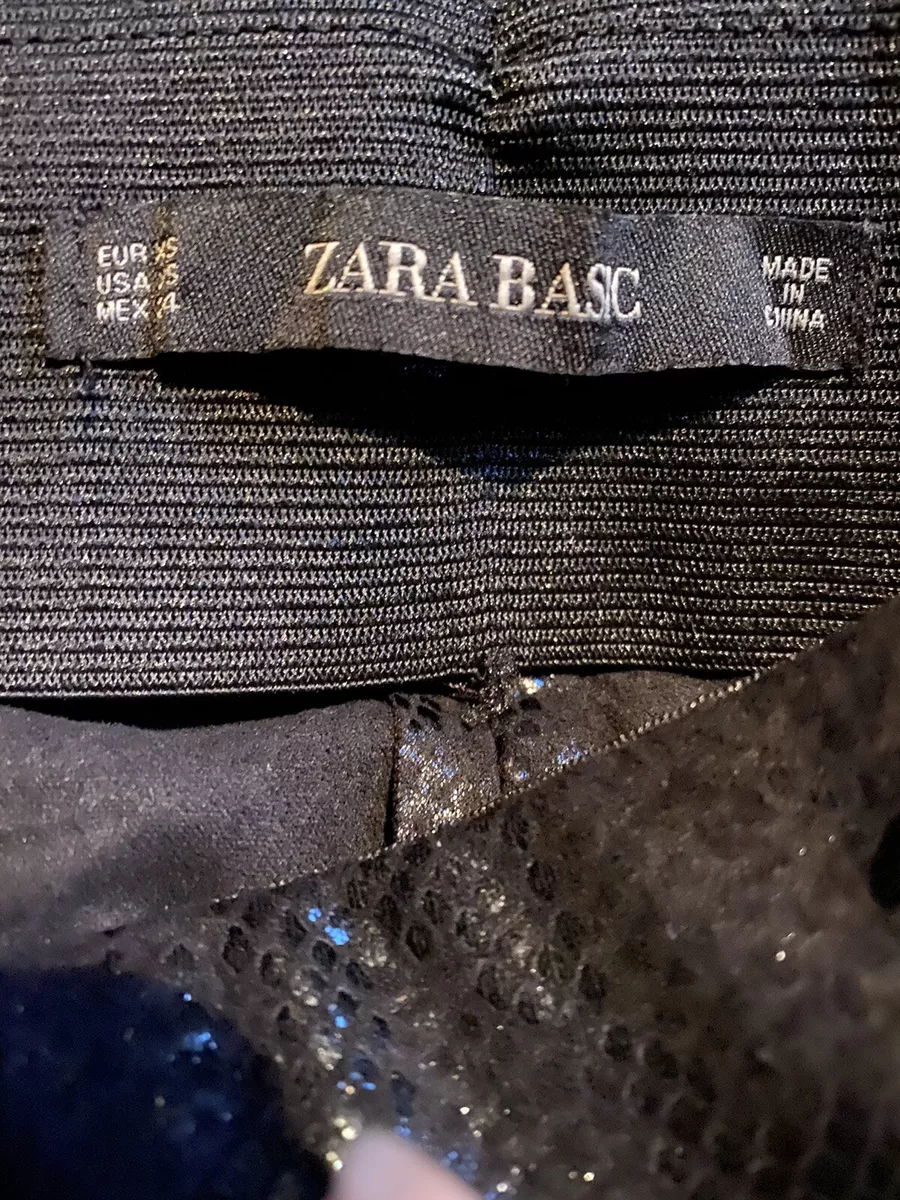 EUR XS
USA XS
MEX 24
ZARA BASIC
MADE
IN
CHINA